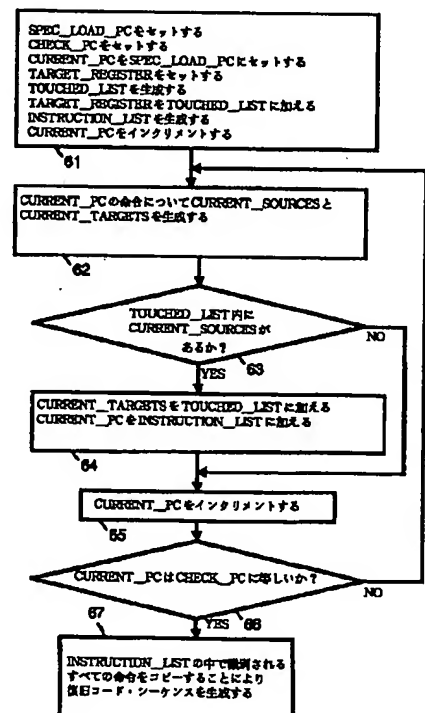 SPEC_LOAD_PCをセットする
CHECK_PCをセットする
CURRENT_PCをSPEC_LOAD_PCにセットする
TARGET_REGISTERをセットする
TOUCHED_LISTを生成する
TARGET_REGISTERをTOUCHED_LISTに加える
INSTRUCTION_LISTを生成する
CURRENT_PCをインクリメントする
61
CURRENT_PCの命令についてCURRENT_SOURCESと
CURRENT_TARGETSを生成する
62
TOUCHED_LIST内に
CURRENT_SOURCESが
あるか？
63
NO
YES
CURRENT_TARGETSをTOUCHED_LISTに加える
CURRENT_PCをINSTRUCTION_LISTに加える
64
CURRENT_PCをインクリメントする
65
CURRENT_PCはCHECK_PCに等しいか？
NO
66
YES
67
INSTRUCTION_LISTの中で識別される
すべての命令をコピーすることにより
復旧コード・シーケンスを生成する